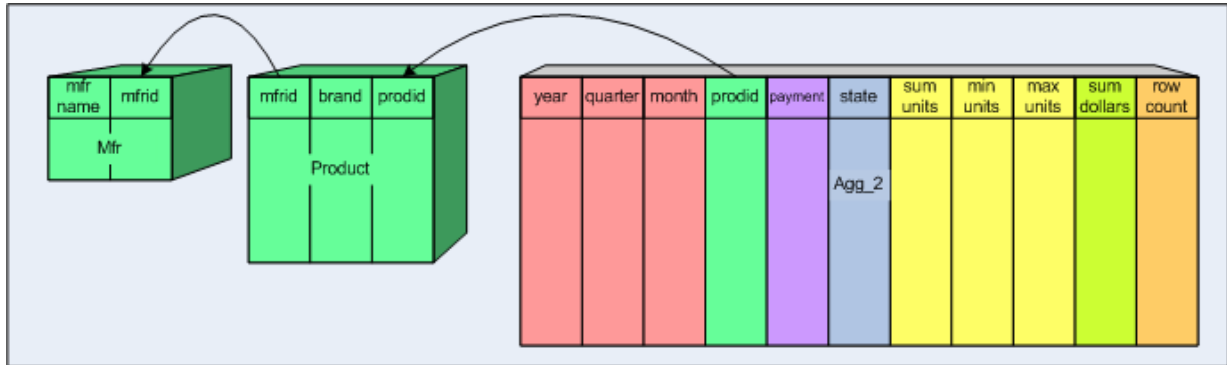 mfr name
mfrid
Mfr
mfrid
brand
prodid
Product
year
quarter
month
prodid
payment
state
sum units
min units
max units
sum dollars
row count
Agg_2